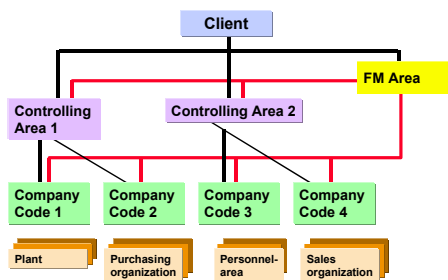 Client
FM Area
Controlling
Area 1
Controlling Area 2
Company
Code 1
Company
Code 2
Company
Code 3
Company
Code 4
Plant
Purchasing
organization
Personnel-
area
Sales
organization